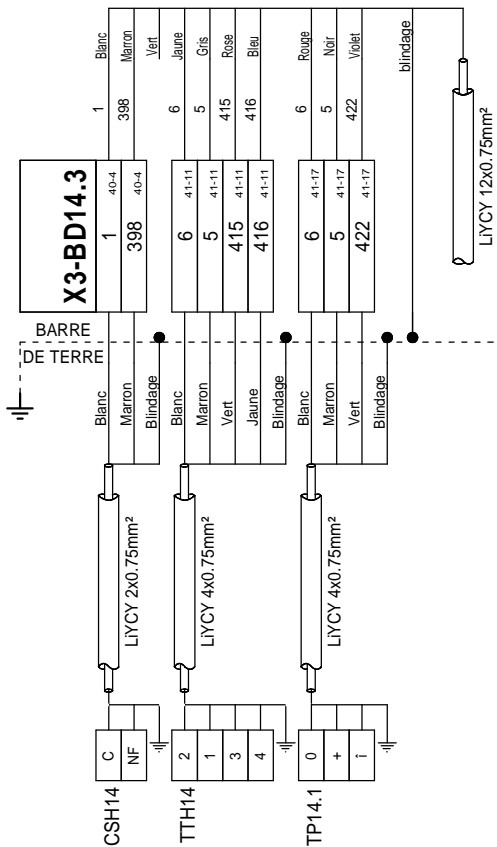 Blanc
Marron
Vert
Jaune
Gris
Rose
Bleu
Rouge
Noir
Violet
blindage
1
398
6
5
415
416
6
5
422
LiYCY 12x0.75mm²
X3-BD14.3
1 40-4
398 40-4
6 41-11
5 41-11
415 41-11
416 41-11
6 41-17
5 41-17
422 41-17
BARRE
DE TERRE
Blanc
Marron
Blindage
Blanc
Marron
Vert
Jaune
Blindage
Blanc
Marron
Vert
Blindage
LiYCY 2x0.75mm²
LiYCY 4x0.75mm²
LiYCY 4x0.75mm²
CSH14
C
NF
TTH14
2
1
3
4
TP14.1
0
+
î